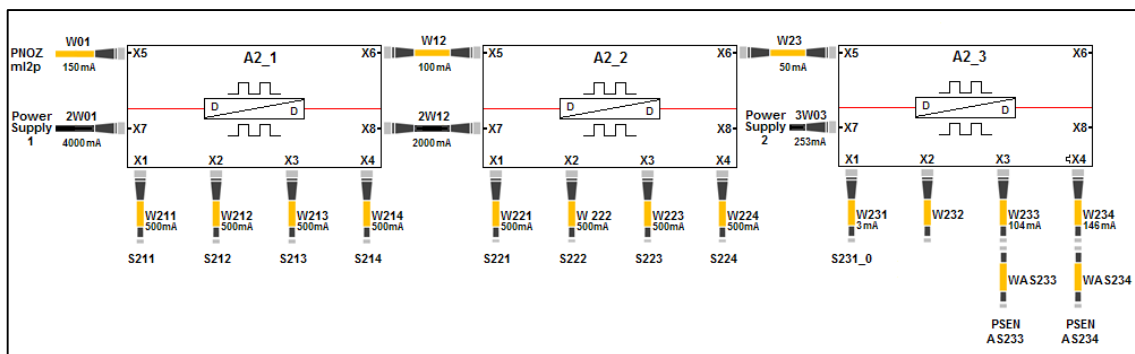 W01
W12
W23
PNOZ
ml2p
X5
A2_1
X6
X5
A2_2
X6
X5
A2_3
X6
150mA
100mA
50mA
D
D
D
D
D
D
Power
Supply
1
2W01
X7
X8
2W12
X7
X8
Power
Supply
2
3W03
X7
X8
4000mA
2000mA
253mA
X1
X2
X3
X4
X1
X2
X3
X4
X1
X2
X3
X4
W211
500mA
W212
500mA
W213
500mA
W214
500mA
W221
500mA
W 222
500mA
W223
500mA
W224
500mA
W231
3mA
W232
W233
104mA
W234
146mA
S211
S212
S213
S214
S221
S222
S223
S224
S231_0
WAS233
WAS234
PSEN
AS233
PSEN
AS234